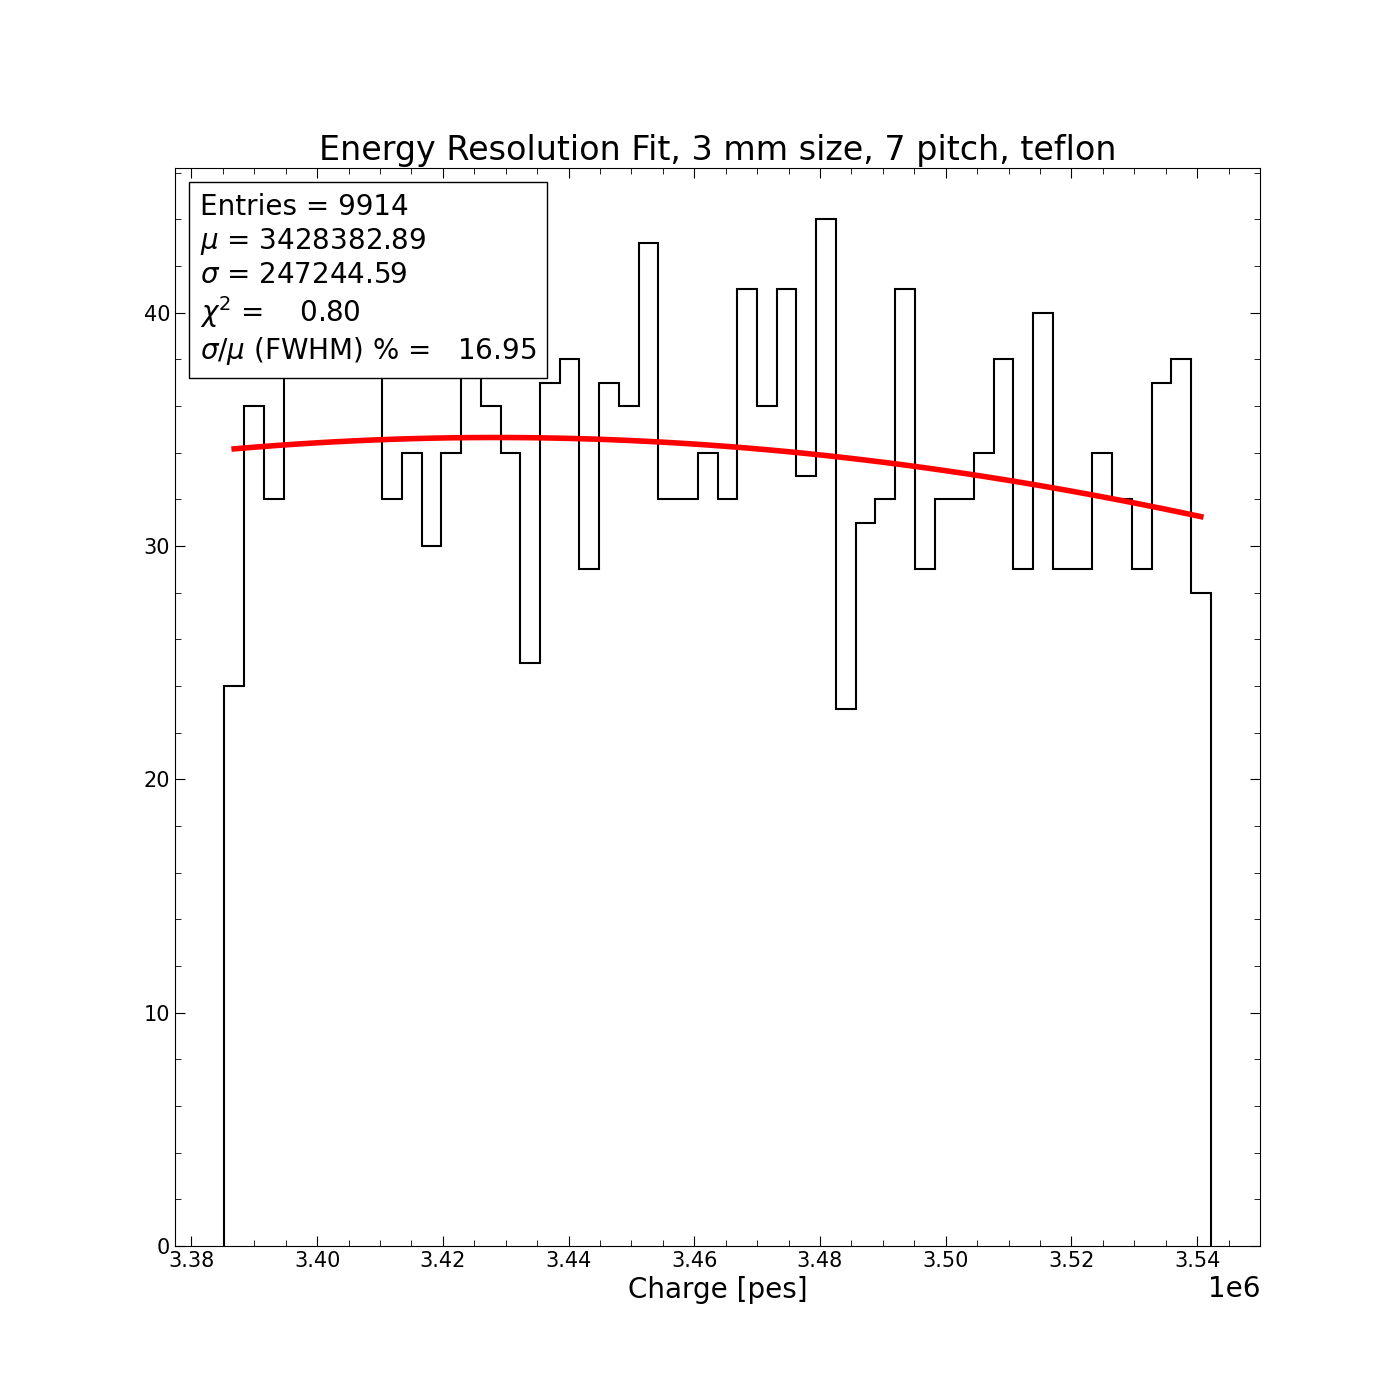 Energy Resolution Fit, 3 mm size, 7 pitch, teflon
Entries = 9914
μ = 3428382.89
σ = 247244.59
χ² = 0.80
σ/μ (FWHM) % = 16.95
40
30
20
10
0
3.38 3.40 3.42 3.44 3.46 3.48 3.50 3.52 3.54
Charge [pes]
1e6